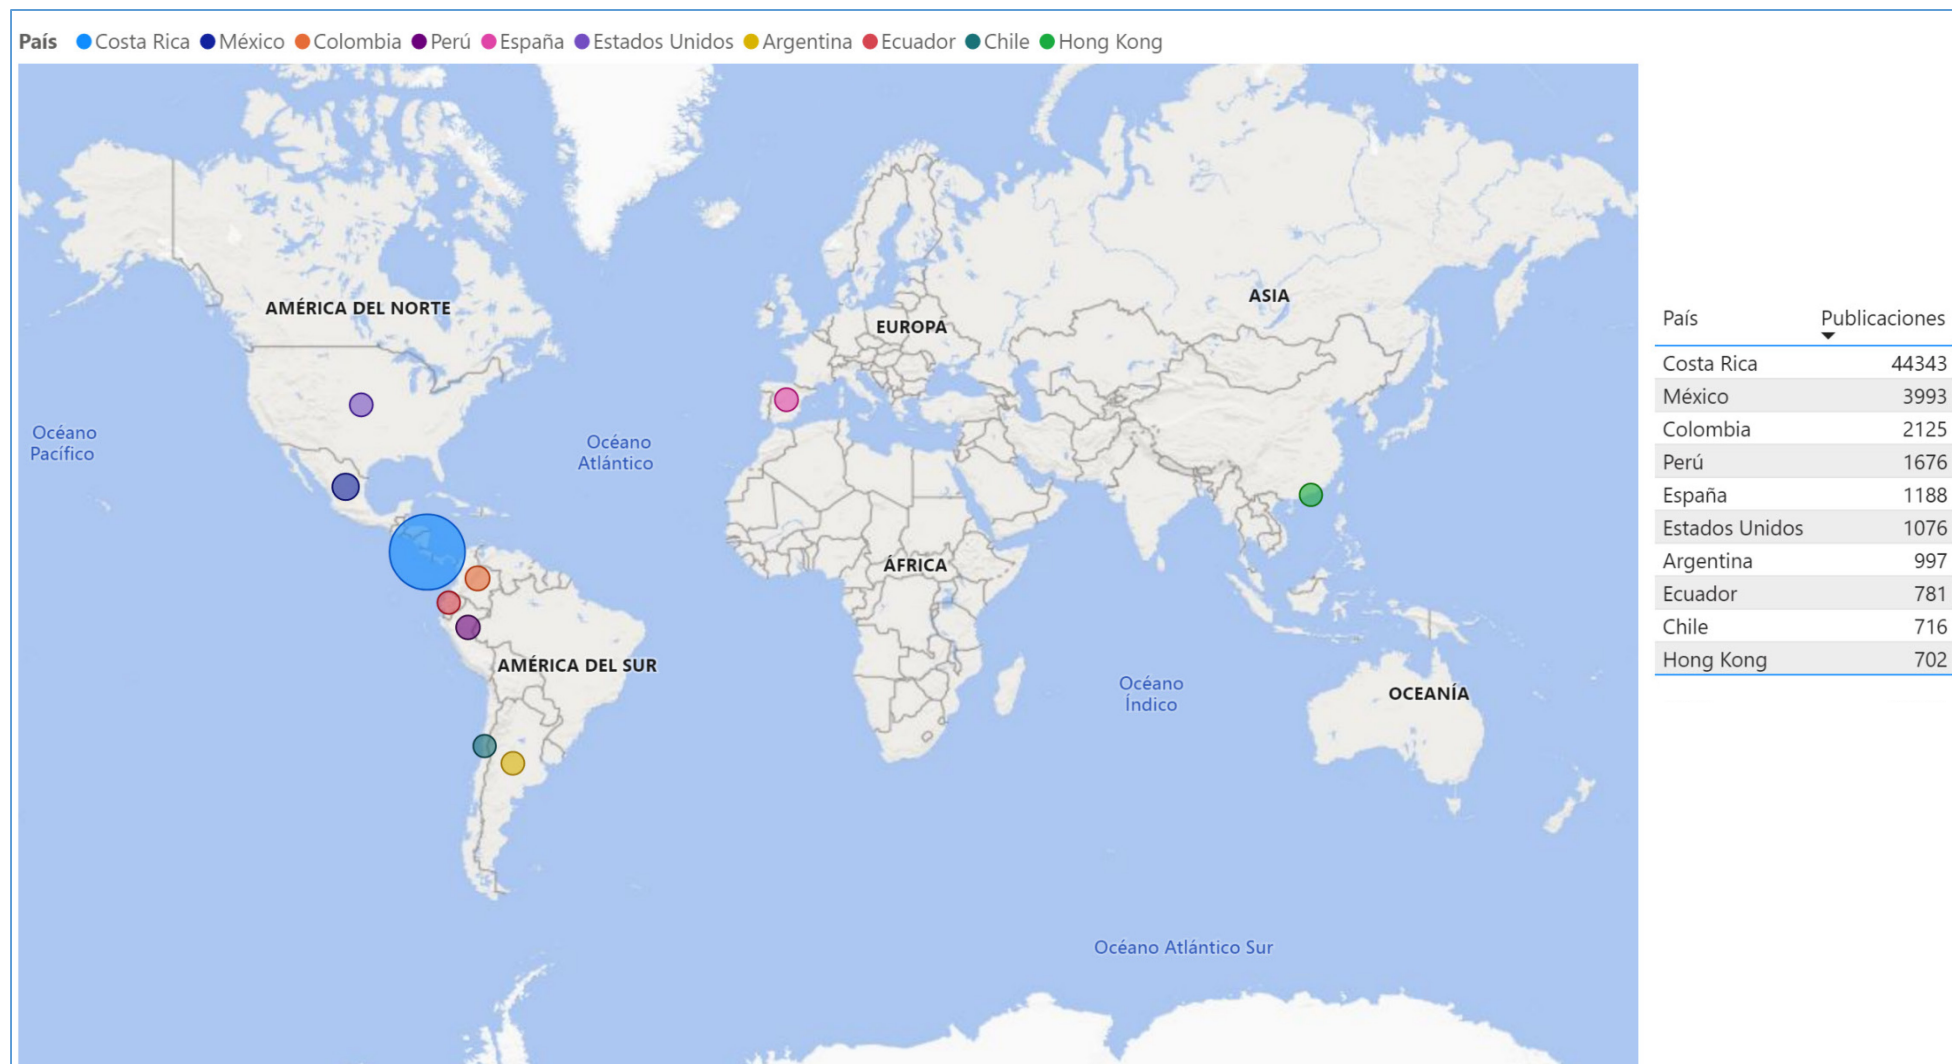 País Costa Rica México Colombia Perú España Estados Unidos Argentina Ecuador Chile Hong Kong
AMÉRICA DEL NORTE
ASIA
EUROPA
Océano
Pacífico
Océano
Atlántico
ÁFRICA
AMÉRICA DEL SUR
Océano
Índico
OCEANÍA
Océano Atlántico Sur
País Publicaciones
Costa Rica 44343
México 3993
Colombia 2125
Perú 1676
España 1188
Estados Unidos 1076
Argentina 997
Ecuador 781
Chile 716
Hong Kong 702